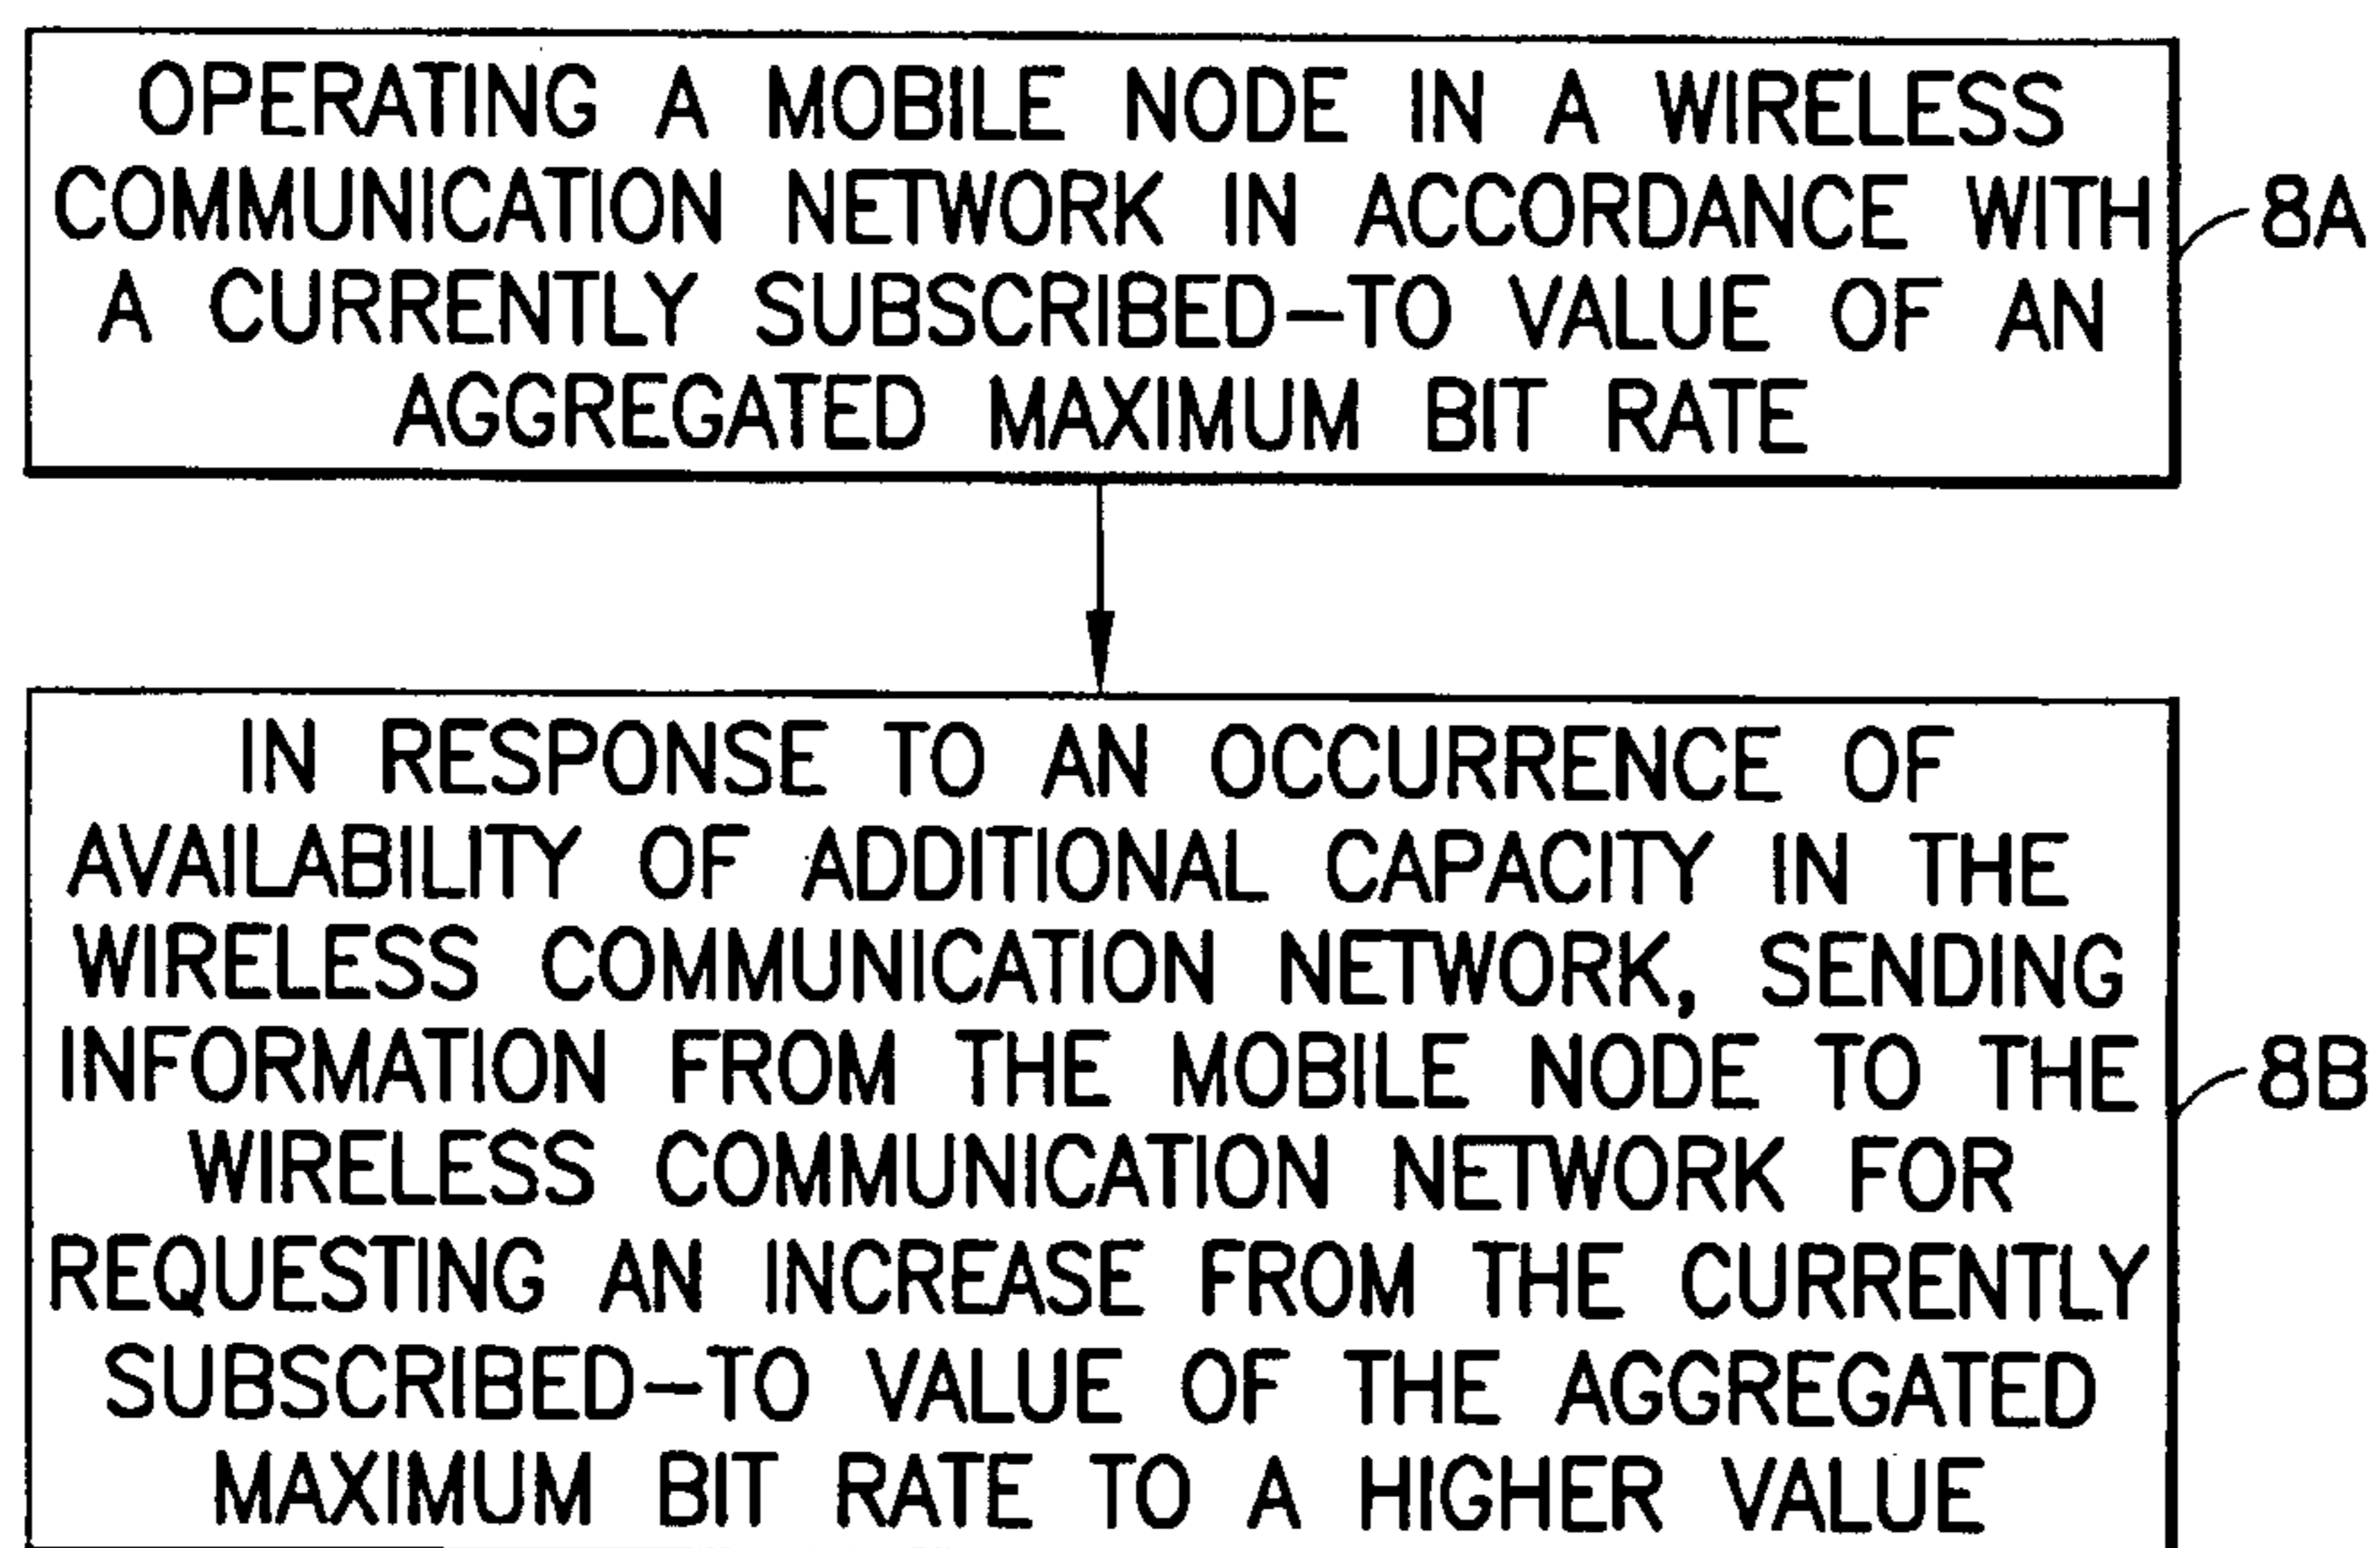 OPERATING A MOBILE NODE IN A WIRELESS
COMMUNICATION NETWORK IN ACCORDANCE WITH
A CURRENTLY SUBSCRIBED-TO VALUE OF AN
AGGREGATED MAXIMUM BIT RATE
8A
IN RESPONSE TO AN OCCURRENCE OF
AVAILABILITY OF ADDITIONAL CAPACITY IN THE
WIRELESS COMMUNICATION NETWORK, SENDING
INFORMATION FROM THE MOBILE NODE TO THE
WIRELESS COMMUNICATION NETWORK FOR
REQUESTING AN INCREASE FROM THE CURRENTLY
SUBSCRIBED-TO VALUE OF THE AGGREGATED
MAXIMUM BIT RATE TO A HIGHER VALUE
8B